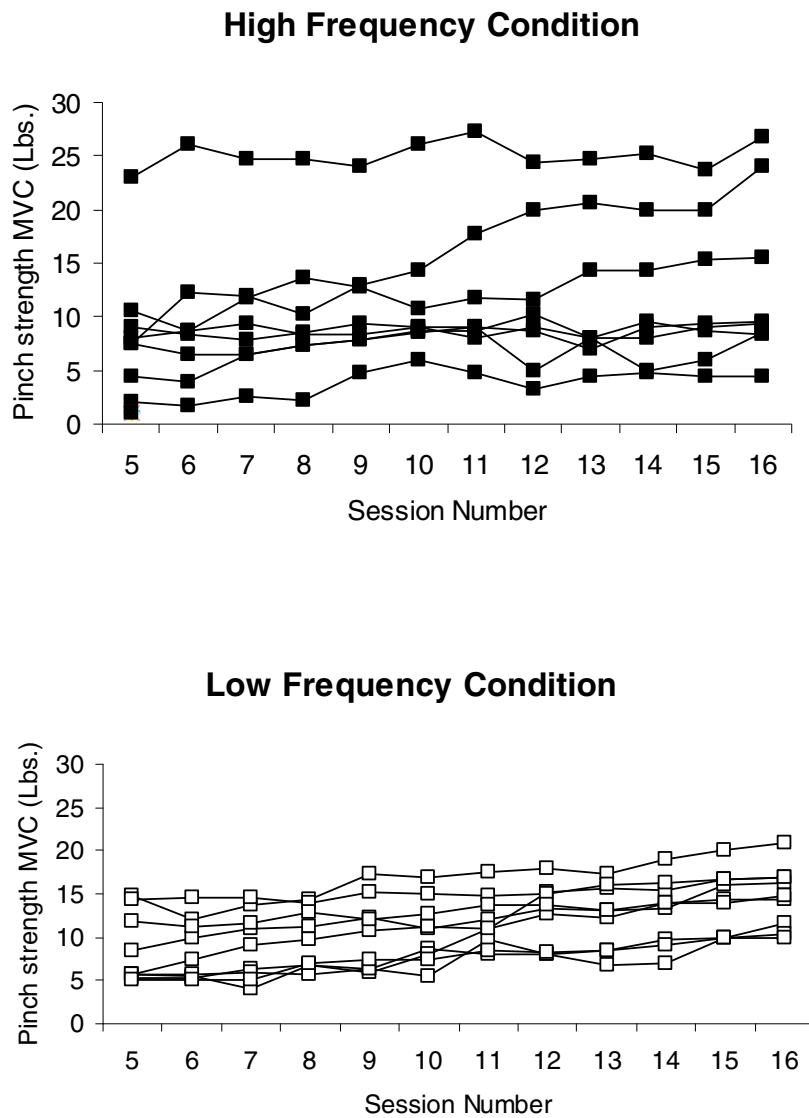 High Frequency Condition
Pinch strength MVC (Lbs.)
30
25
20
15
10
5
0
5 6 7 8 9 10 11 12 13 14 15 16
Session Number
Low Frequency Condition
Pinch strength MVC (Lbs.)
30
25
20
15
10
5
0
5 6 7 8 9 10 11 12 13 14 15 16
Session Number